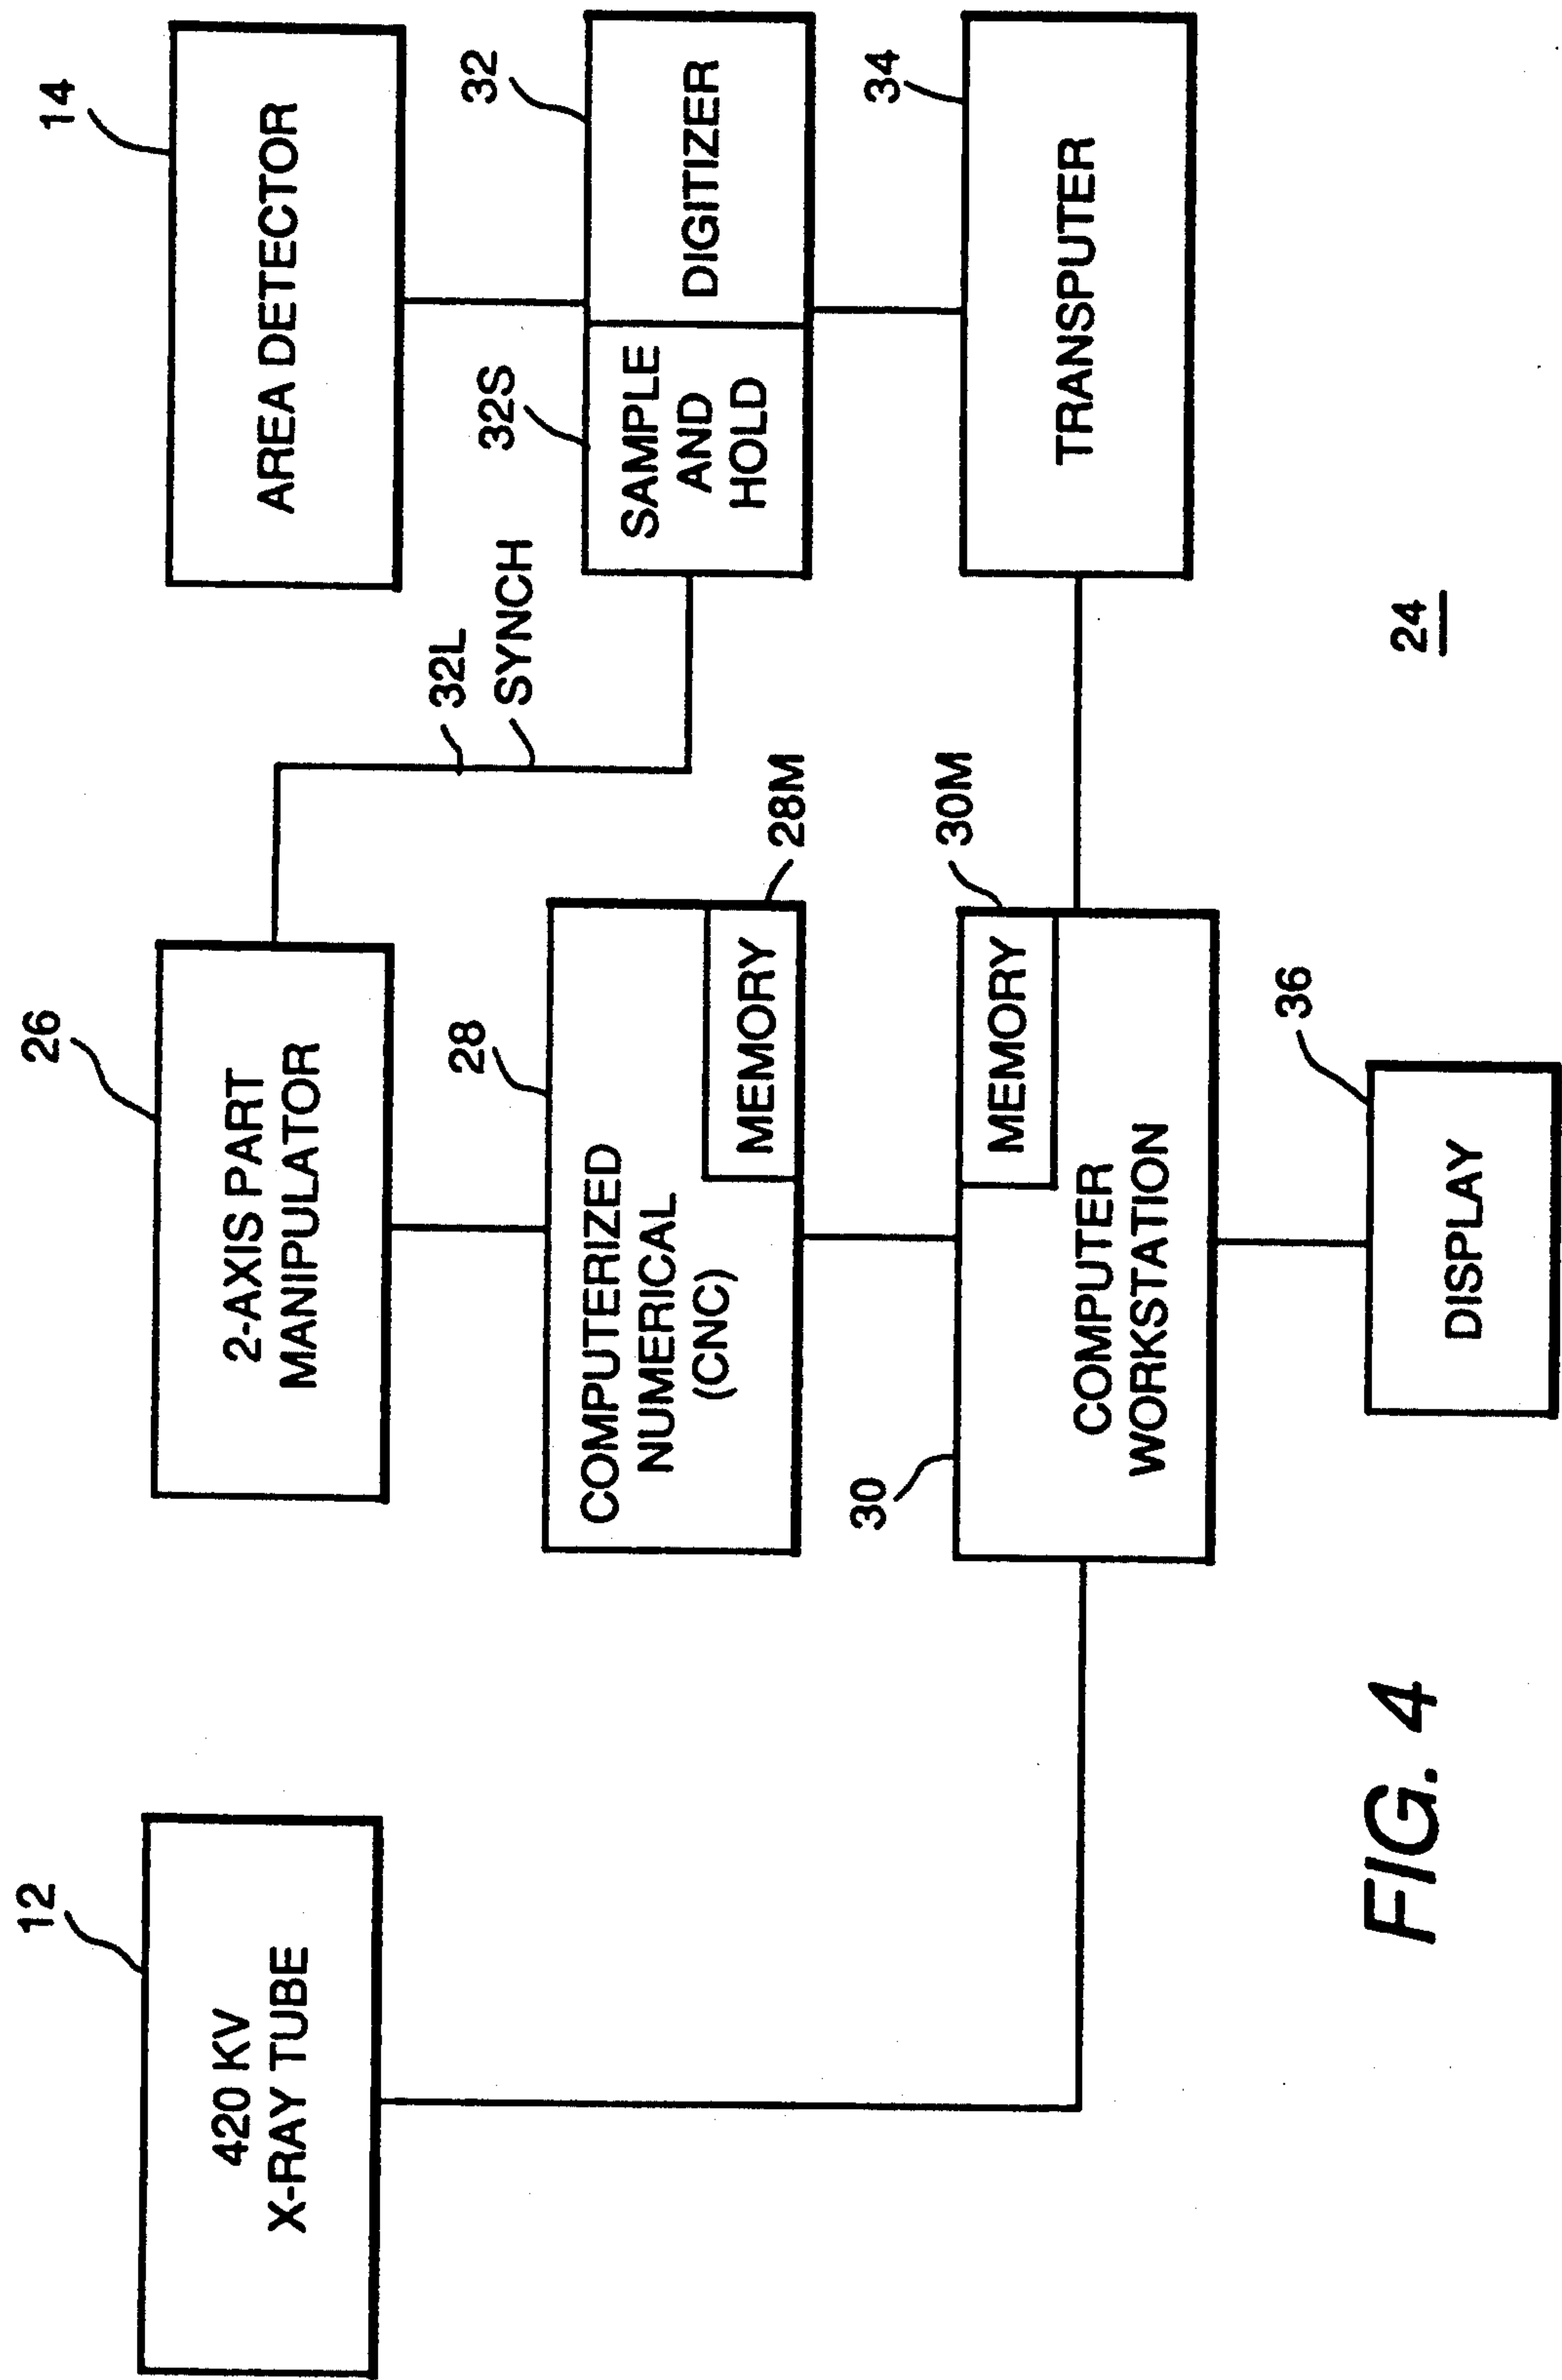 12
420 KV
X-RAY TUBE
26
2-AXIS PART
MANIPULATOR
14
AREA DETECTOR
32L
SYNCH
28
COMPUTERIZED
NUMERICAL
(CNC)
MEMORY
28M
32S
SAMPLE
AND
HOLD
32
DIGITIZER
30
30M
MEMORY
COMPUTER
WORKSTATION
34
TRANSPUTER
36
DISPLAY
24
FIG. 4